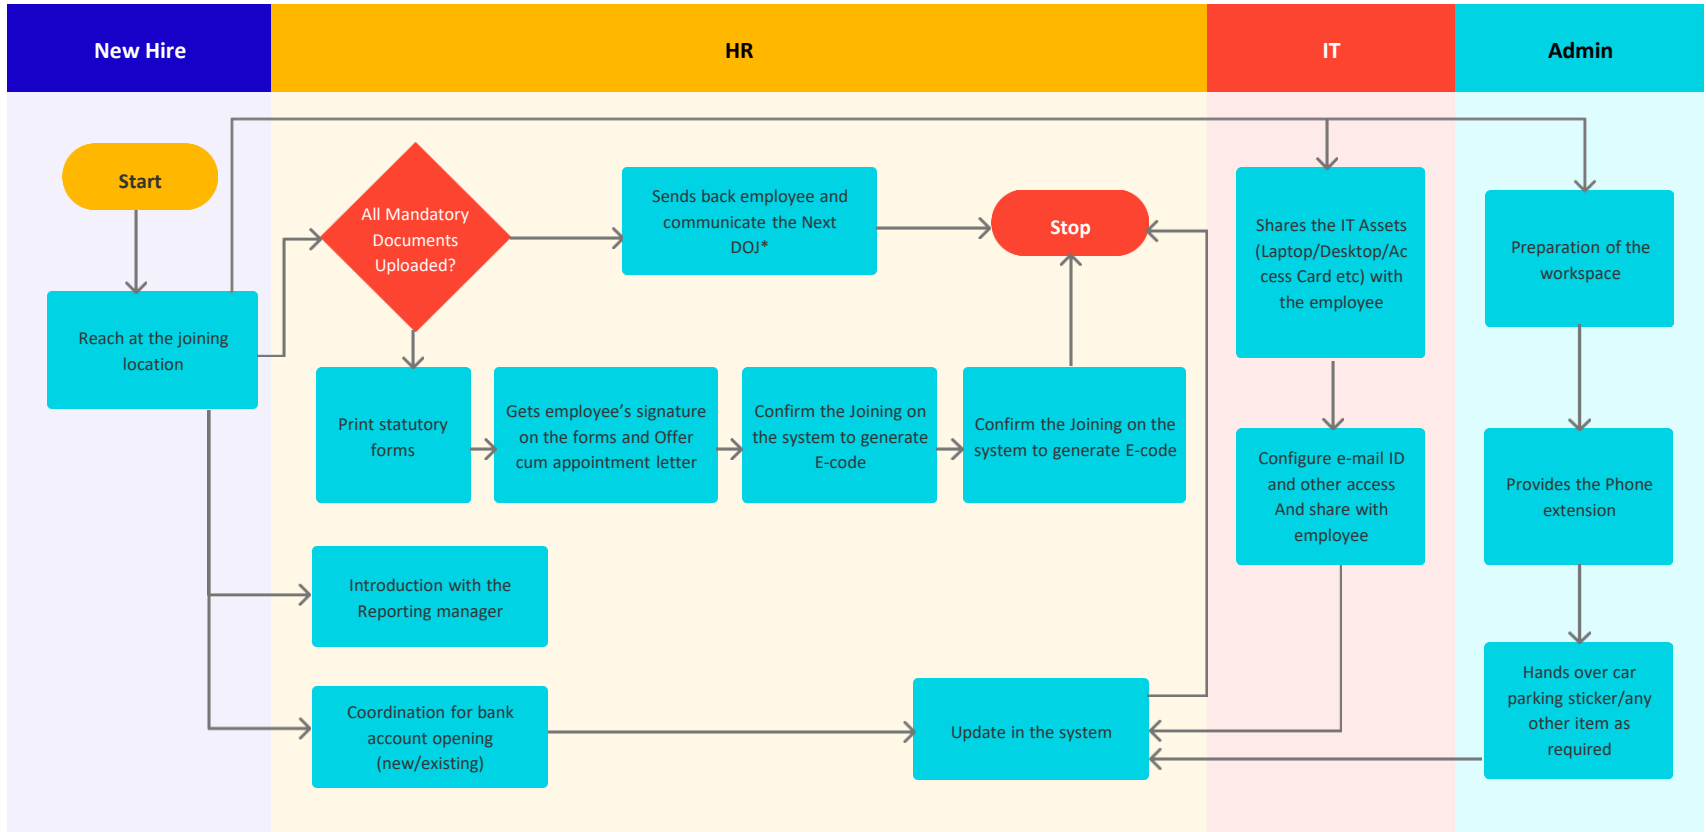 New Hire
HR
IT
Admin
Start
All Mandatory
Documents
Uploaded?
Sends back employee and
communicate the Next
DOJ*
Stop
Shares the IT Assets
(Laptop/Desktop/Ac
cess Card etc) with
the employee
Preparation of the
workspace
Reach at the joining
location
Print statutory
forms
Gets employee’s signature
on the forms and Offer
cum appointment letter
Confirm the Joining on
the system to generate
E-code
Confirm the Joining on the
system to generate E-code
Configure e-mail ID
and other access
And share with
employee
Provides the Phone
extension
Introduction with the
Reporting manager
Coordination for bank
account opening
(new/existing)
Update in the system
Hands over car
parking sticker/any
other item as
required